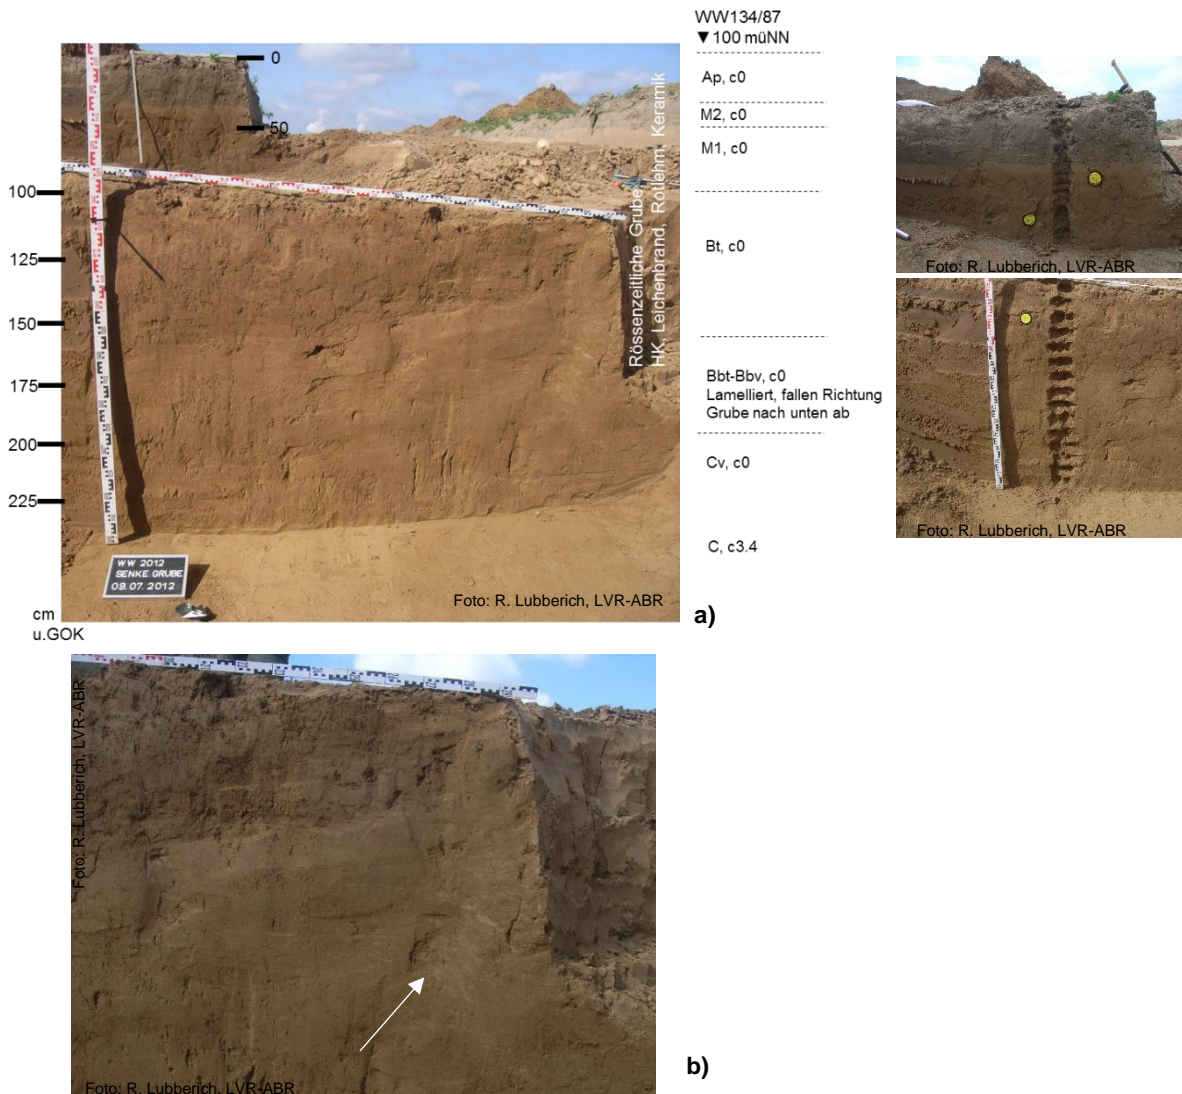 WW134/87
▼100 müNN
0
50
100
125
150
175
200
225
cm
u.GOK
Rössenzeitliche Grube,
HK, Leichenbrand, Rotlehm, Keramik
WW 2012
SENKE GRUBE
09.07.2012
Foto: R. Lubberich, LVR-ABR
Ap, c0
M2, c0
M1, c0
Bt, c0
Bbt-Bbv, c0
Lamelliert, fallen Richtung
Grube nach unten ab
Cv, c0
C, c3.4
Foto: R. Lubberich, LVR-ABR
Foto: R. Lubberich, LVR-ABR
a)
Foto: R. Lubberich, LVR-ABR
Foto: R. Lubberich, LVR-ABR
b)